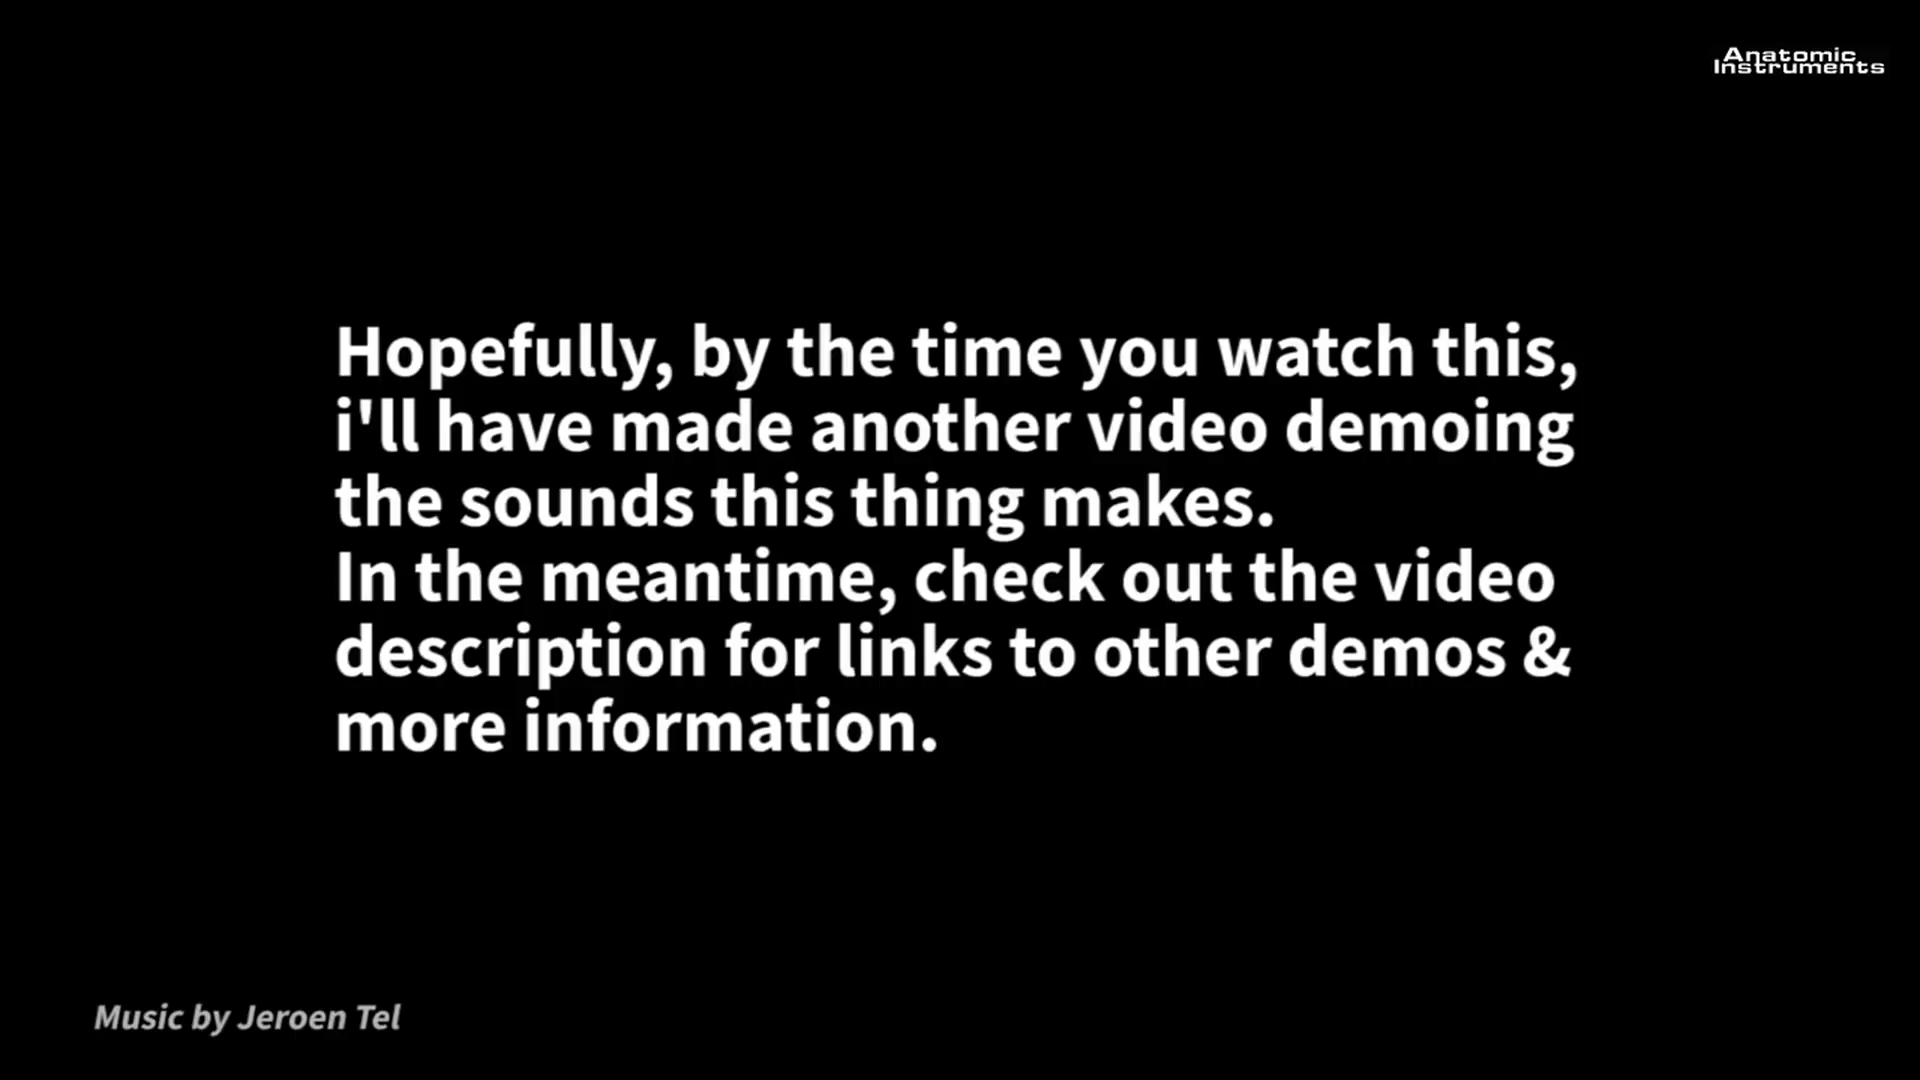 Anatomic
Instruments
Hopefully, by the time you watch this,
i'll have made another video demoing
the sounds this thing makes.
In the meantime, check out the video
description for links to other demos &
more information.
Music by Jeroen Tel